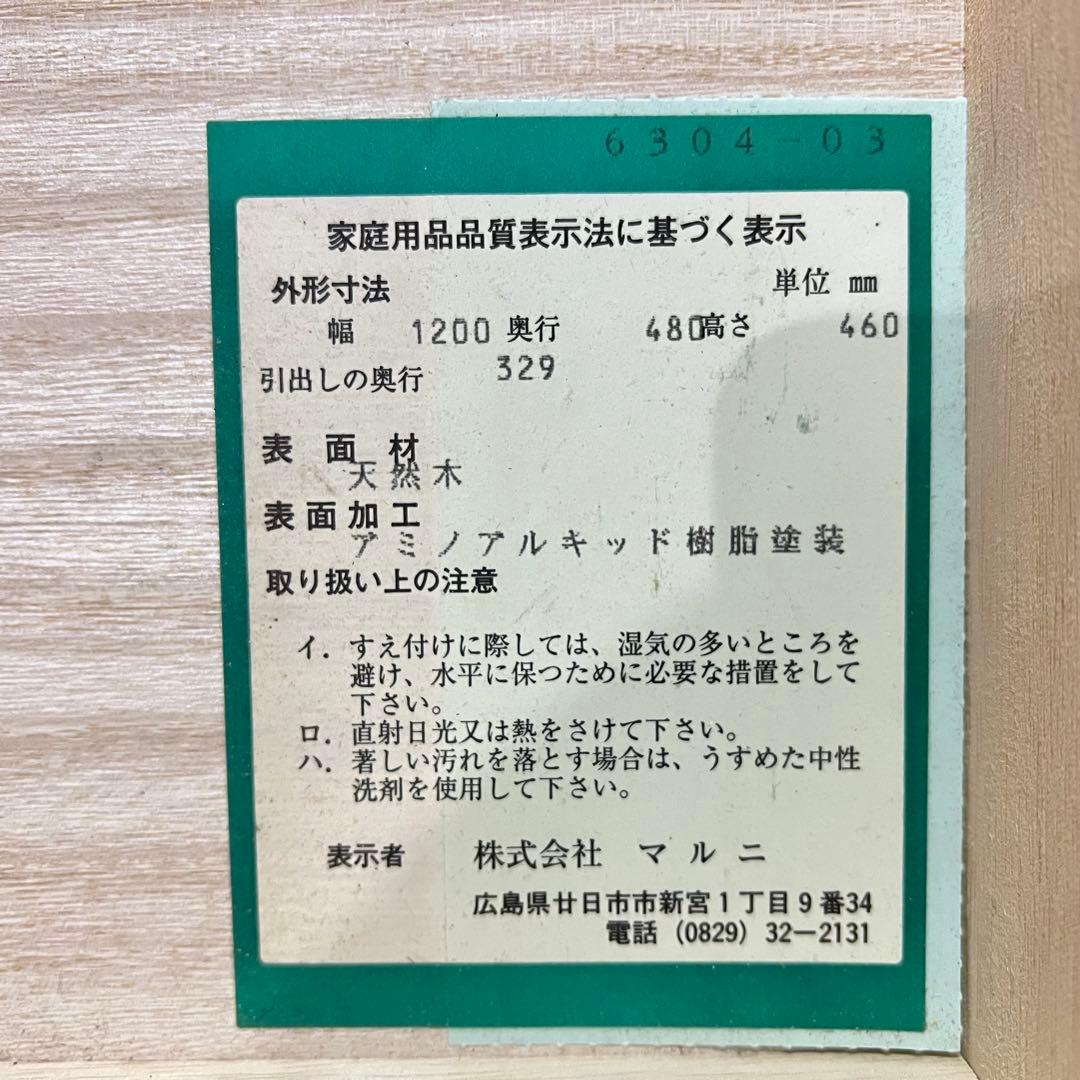 6304-03
家庭用品品質表示法に基づく表示
外形寸法 単位 mm
幅 1200 奥行 480 高さ 460
引出しの奥行 329
表面材
天然木
表面加工
アミノアルキッド樹脂塗装
取り扱い上の注意
イ. すえ付けに際しては、湿気の多いところを
避け、水平に保つために必要な措置をして
下さい。
ロ. 直射日光又は熱をさけて下さい。
ハ. 著しい汚れを落とす場合は、うすめた中性
洗剤を使用して下さい。
表示者 株式会社 マルニ
広島県廿日市市新宮1丁目9番34
電話 (0829) 32-2131